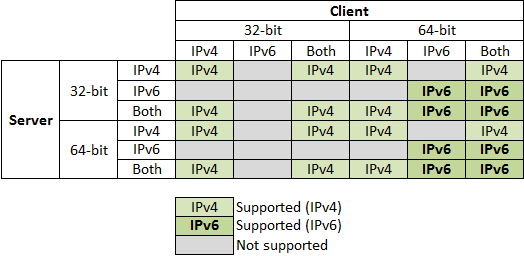 Client
32-bit 64-bit
IPv4 IPv6 Both IPv4 IPv6 Both
Server 32-bit IPv4 IPv4 IPv4 IPv4 IPv4
IPv6 IPv6 IPv6
Both IPv4 IPv4 IPv4 IPv6 IPv6
64-bit IPv4 IPv4 IPv4 IPv4 IPv4
IPv6 IPv6 IPv6
Both IPv4 IPv4 IPv4 IPv6 IPv6
IPv4 Supported (IPv4)
IPv6 Supported (IPv6)
Not supported